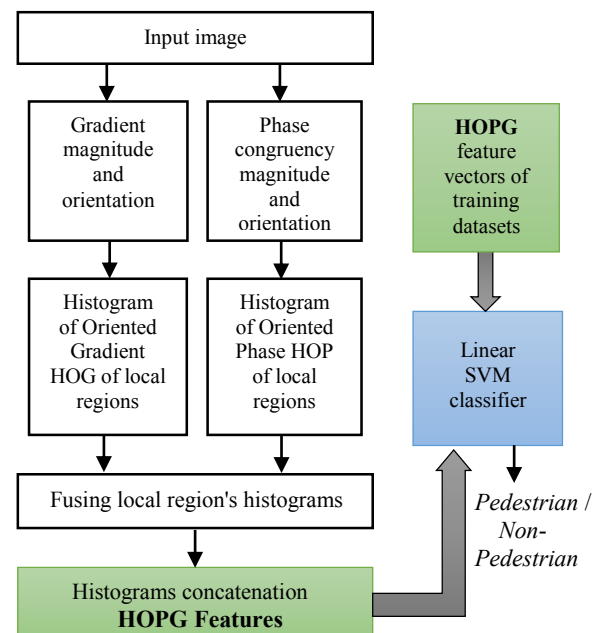 Input image
Gradient
magnitude
and
orientation
Phase
congruency
magnitude
and
orientation
Histogram
of Oriented
Gradient
HOG of local
regions
Histogram
of Oriented
Phase HOP
of local
regions
Fusing local region's histograms
Histograms concatenation
HOPG Features
HOPG
feature
vectors of
training
datasets
Linear
SVM
classifier
Pedestrian /
Non-
Pedestrian